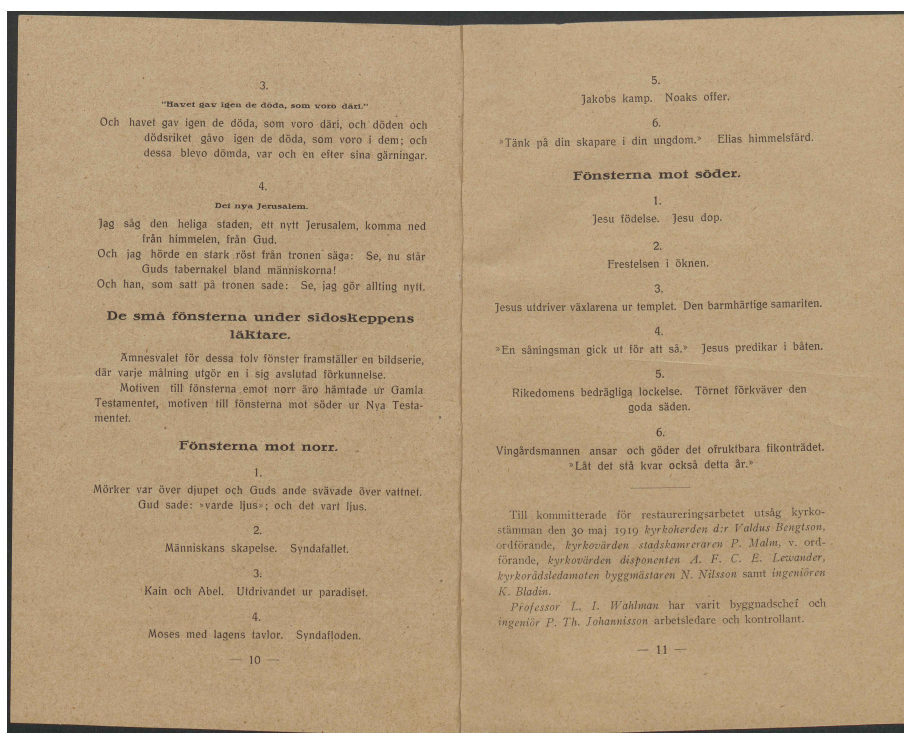 3.
"Havet gav igen de döda, som voro däri."
Och havet gav igen de döda, som voro däri, och döden och
dödsriket gåvo igen de döda, som voro i dem; och
dessa blevo dömda, var och en efter sina gärningar.
4.
Det nya Jerusalem.
Jag såg den heliga staden, ett nytt Jerusalem, komma ned
från himmelen, från Gud.
Och jag hörde en stark röst från tronen säga: Se, nu står
Guds tabernakel bland människorna!
Och han, som satt på tronen sade: Se, jag gör allting nytt.
De små fönsterna under sidoskeppens
läktare.
Ämnesvalet för dessa tolv fönster framställer en bildserie,
där varje målning utgör en i sig avslutad förkunnelse.
Motiven till fönsterna emot norr äro hämtade ur Gamla
Testamentet, motiven till fönsterna mot söder ur Nya Testa-
mentet.
Fönsterna mot norr.
1.
Mörker var över djupet och Guds ande svävade över vattnet.
Gud sade: »varde ljus»; och det vart ljus.
2.
Människans skapelse. Syndafallet.
3.
Kain och Abel. Utdrivandet ur paradiset.
4.
Moses med lagens tavlor. Syndafloden.
— 10 —
5.
Jakobs kamp. Noaks offer.
6.
»Tänk på din skapare i din ungdom.» Elias himmelsfärd.
Fönsterna mot söder.
1.
Jesu födelse. Jesu dop.
2.
Frestelsen i öknen.
3.
Jesus utdriver växlarena ur templet. Den barmhärtige samariten.
4.
»En såningsman gick ut för att så.» Jesus predikar i båten.
5.
Rikedomens bedrägliga lockelse. Törnet förkväver den
goda säden.
6.
Vingårdsmannen ansar och göder det ofruktbara fikonträdet.
»Låt det stå kvar också detta år.»
Till kommitterade för restaureringsarbetet utsåg kyrko-
stämman den 30 maj 1919 kyrkoherden d:r Valdus Bengtson,
ordförande, kyrkovärden stadskamreraren P. Malm, v. ord-
förande, kyrkovärden disponenten A. F. C. E. Lewander,
kyrkorådsledamoten byggmästaren N. Nilsson samt ingeniören
K. Bladin.
Professor L. I. Wahlman har varit byggnadschef och
ingeniör P. Th. Johannisson arbetsledare och kontrollant.
— 11 —